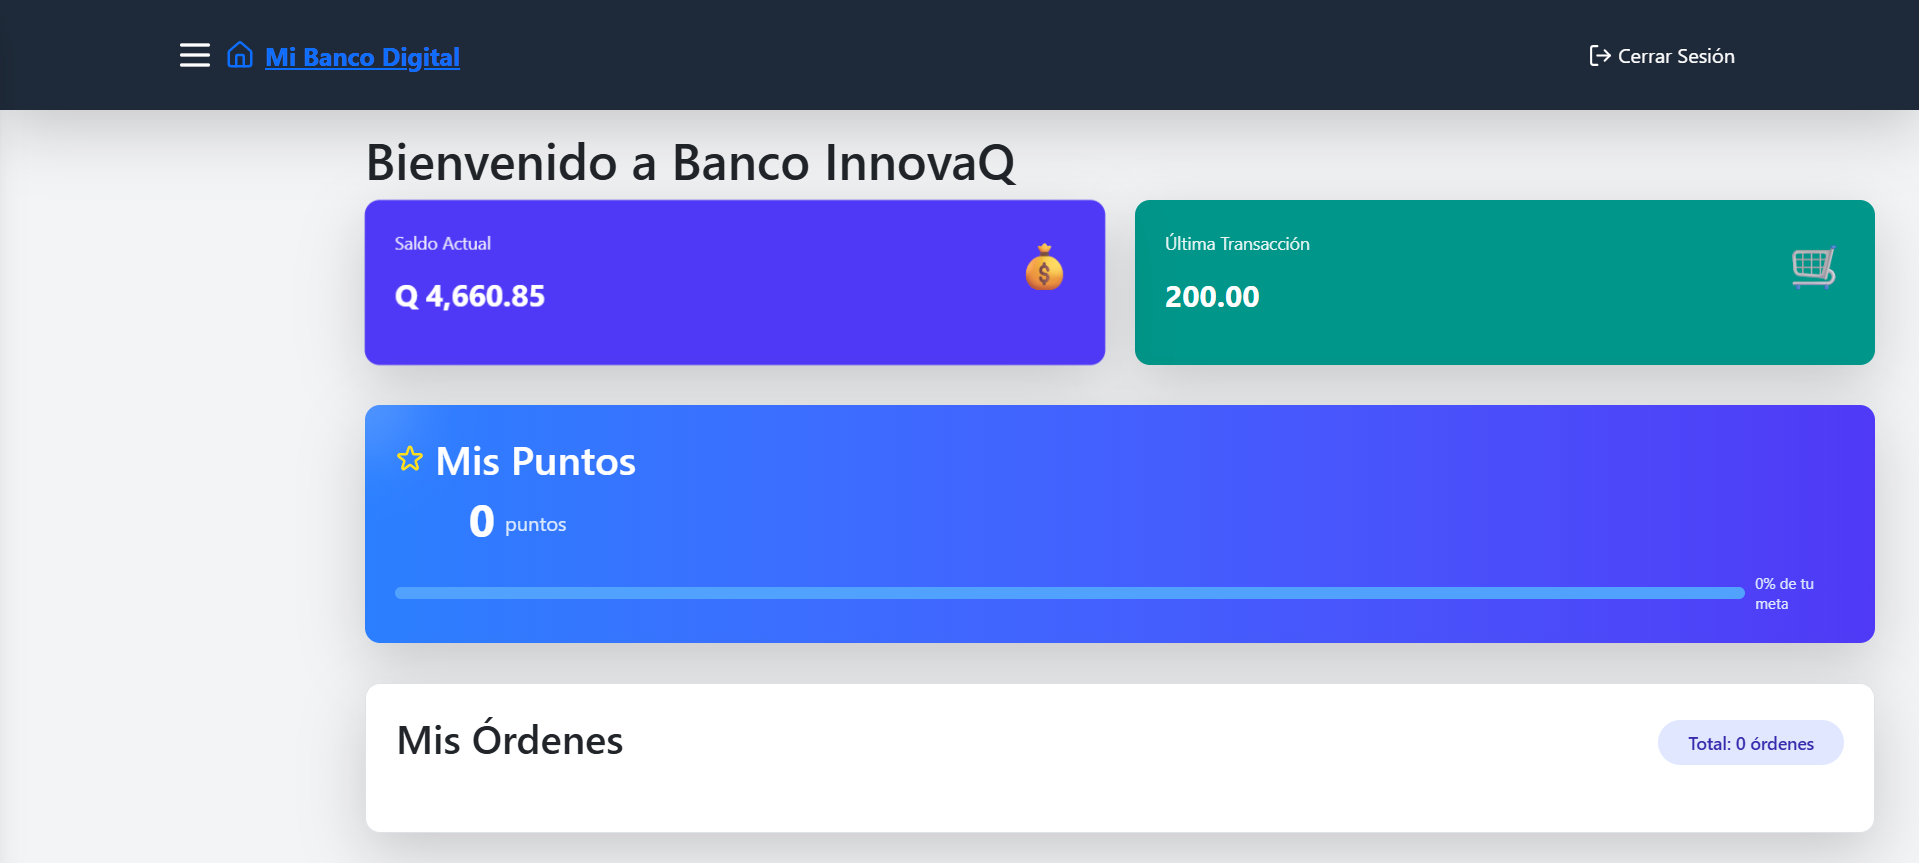 Mi Banco Digital
Cerrar Sesión
Bienvenido a Banco InnovaQ
Saldo Actual
Q 4,660.85
Última Transacción
200.00
Mis Puntos
0 puntos
0% de tu
meta
Mis Órdenes
Total: 0 órdenes